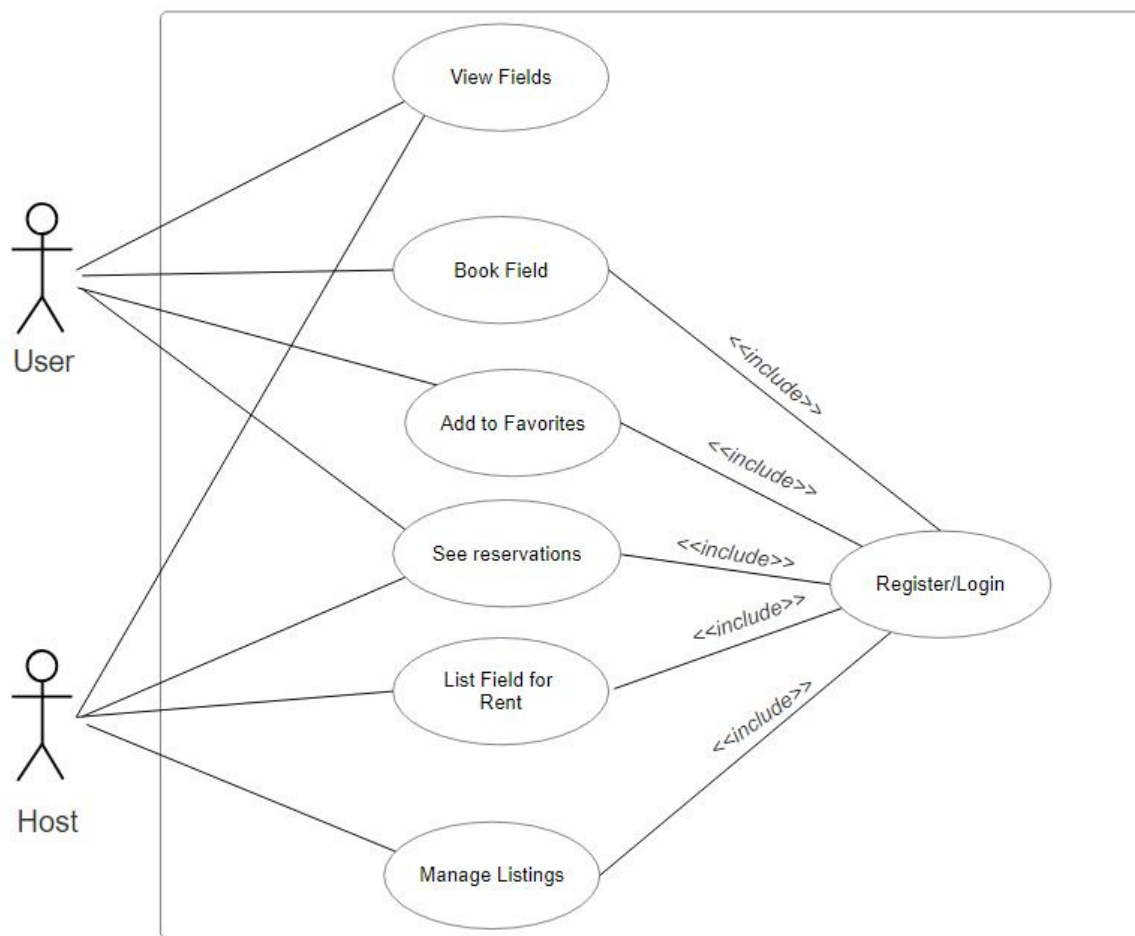 View Fields
Book Field
User
<<include>>
Add to Favorites
<<include>>
See reservations
<<include>>
Register/Login
<<include>>
List Field for
Rent
<<include>>
Host
Manage Listings